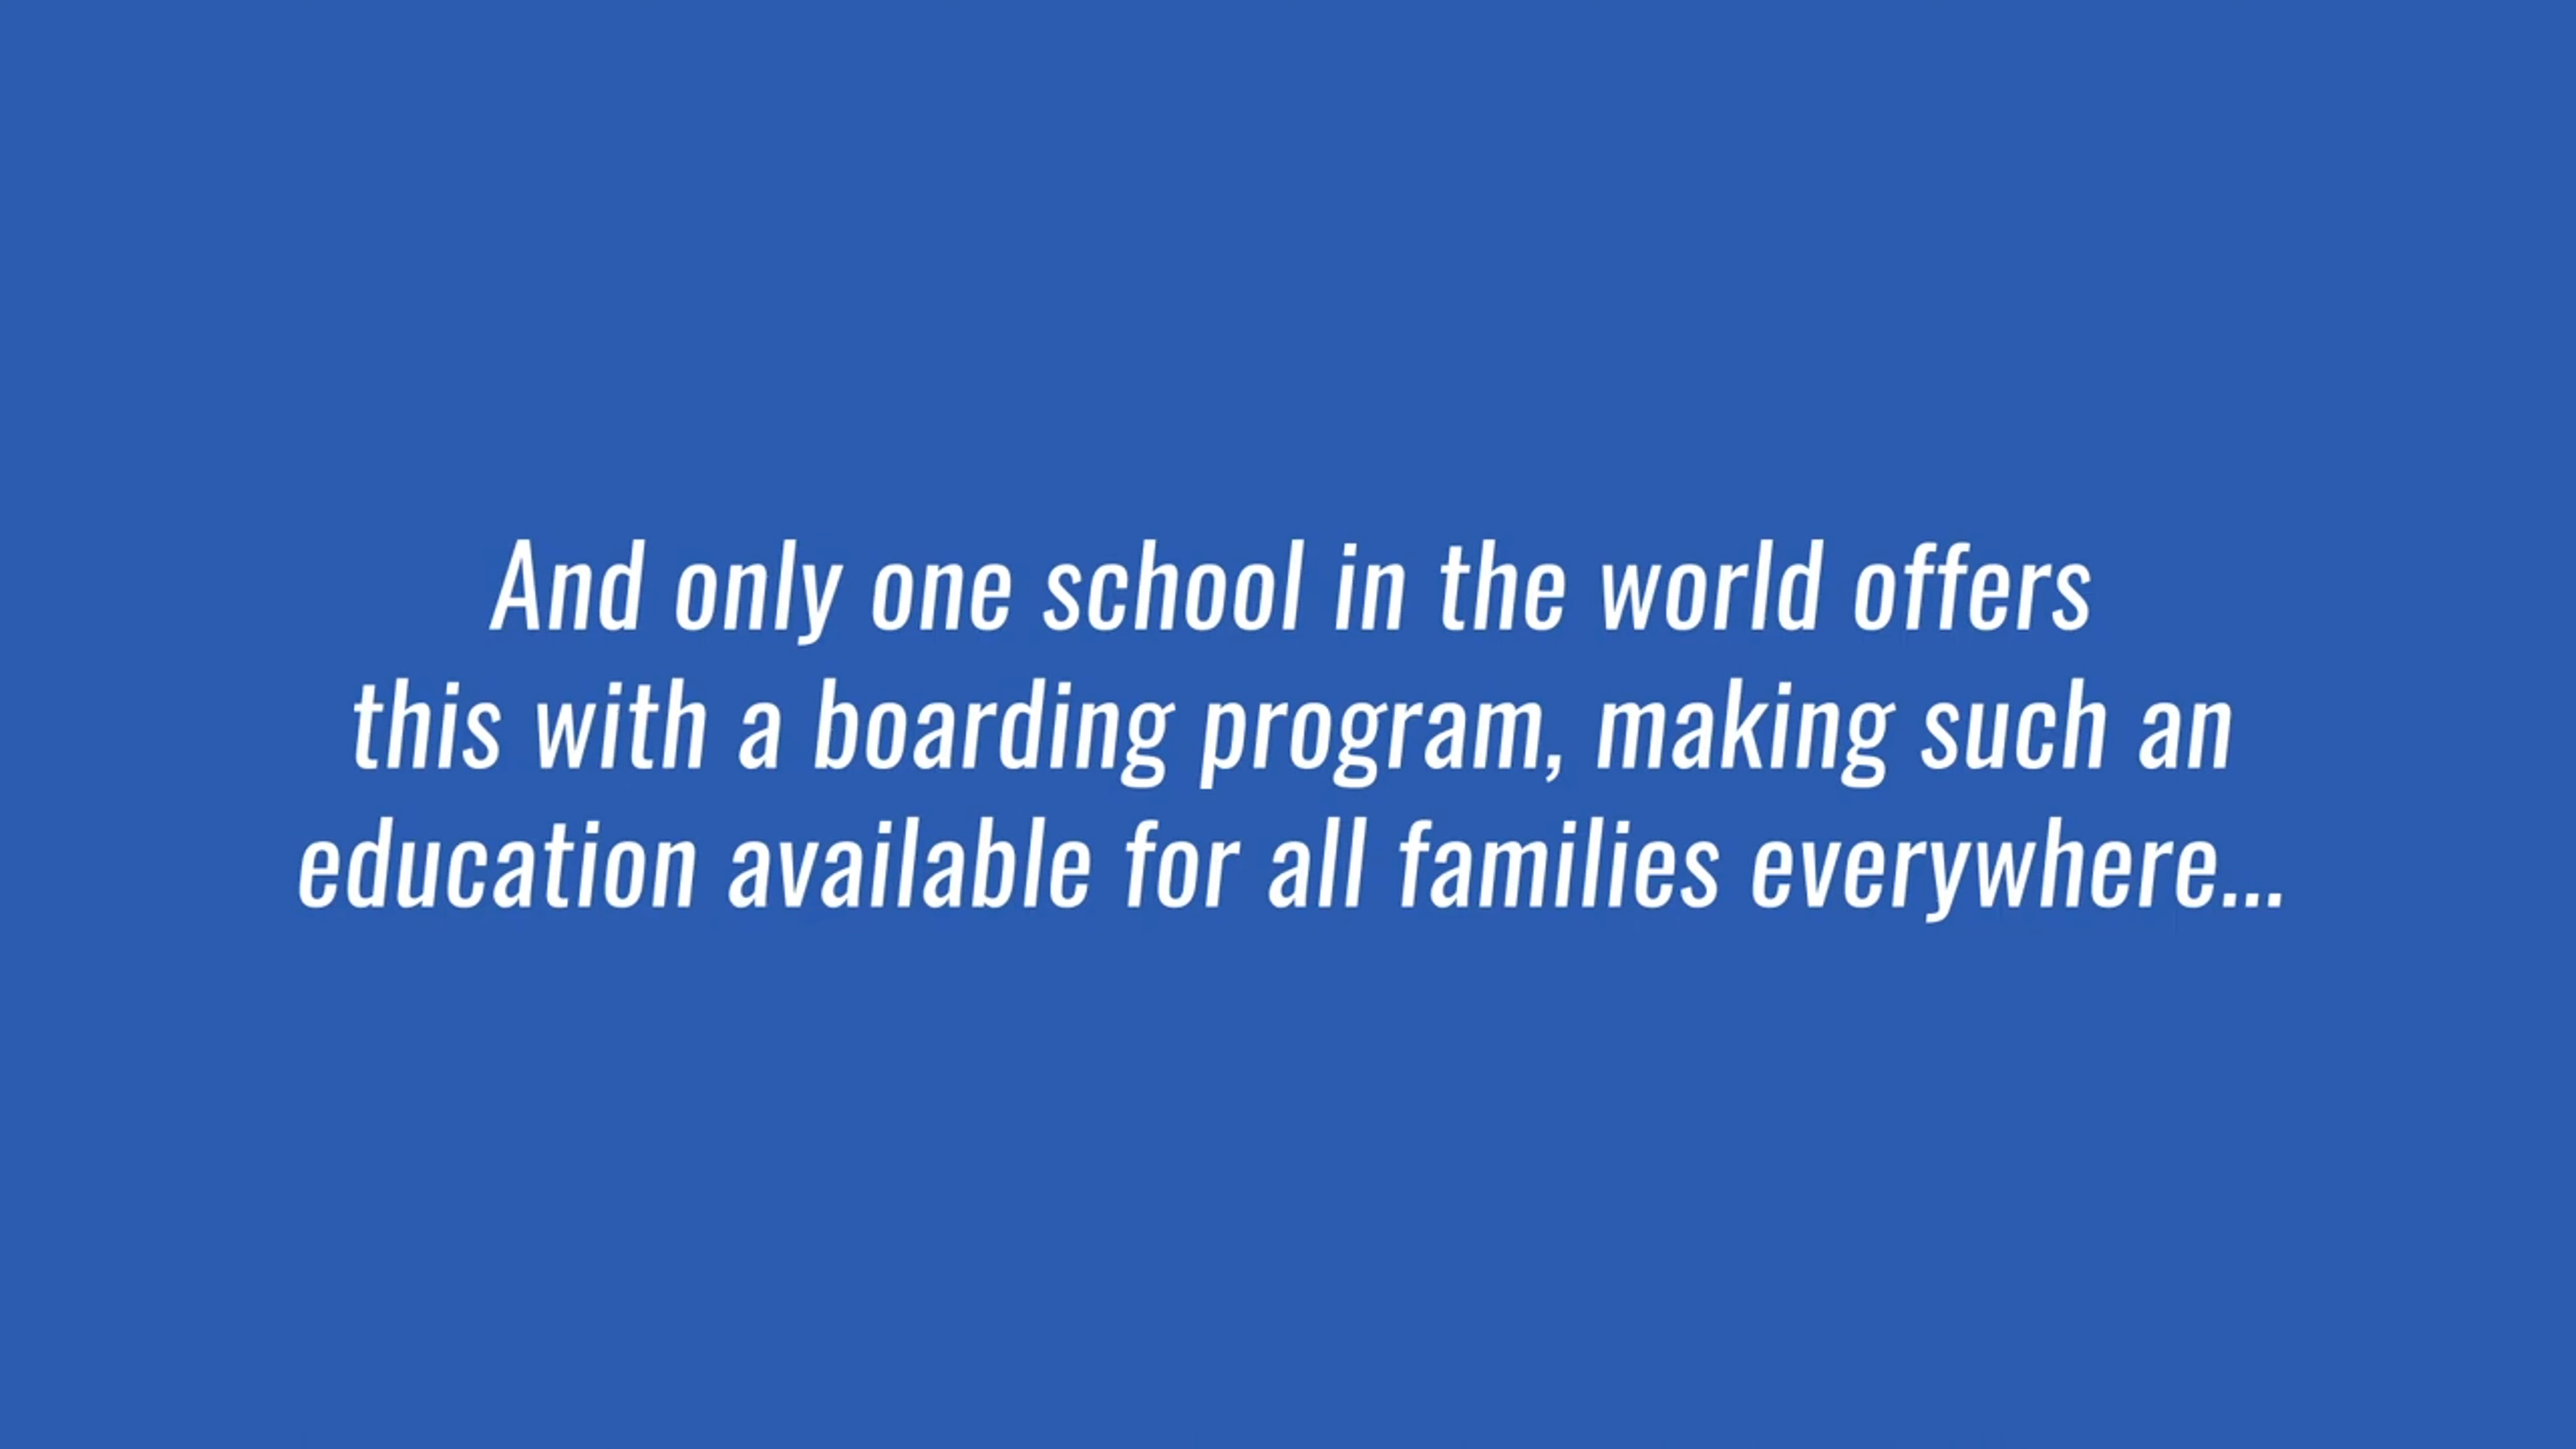 And only one school in the world offers
this with a boarding program, making such an
education available for all families everywhere...